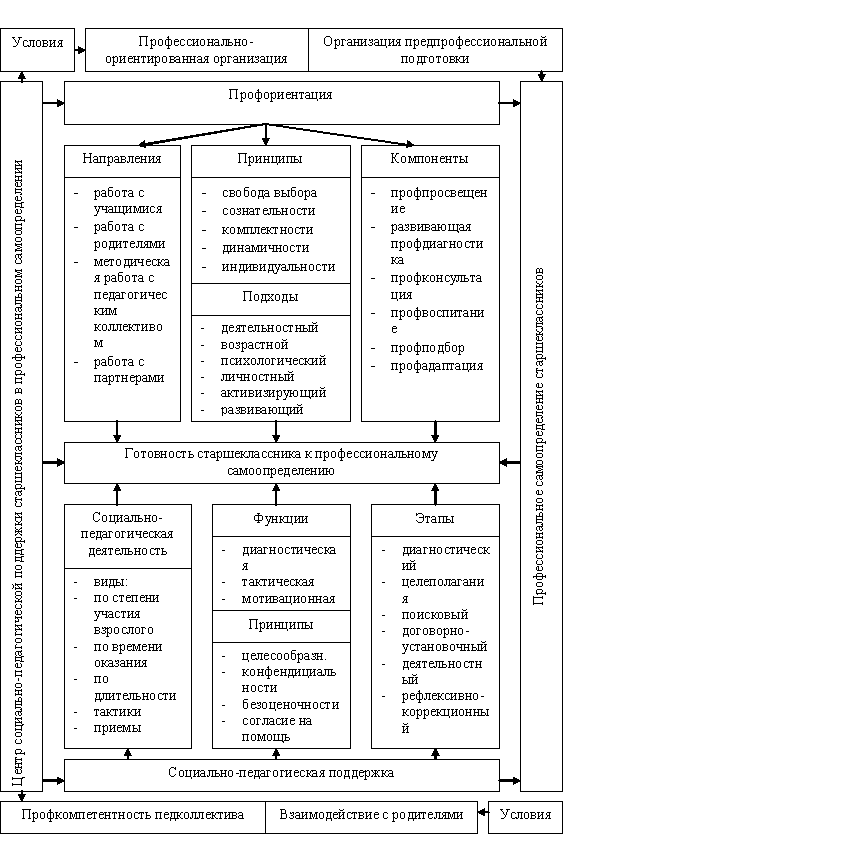 Условия
Профессионально-
ориентированная организация
Организация предпрофессиональной
подготовки
Центр социально-педагогической поддержки старшеклассников в профессиональном самоопределении
Профориентация
Направления
- работа с
учащимися
- работа с
родителями
- методическа
я работа с
педагогичес
ким
коллективо
м
- работа с
партнерами
Принципы
- свобода выбора
- сознательности
- комплектности
- динамичности
- индивидуальности
Подходы
- деятельностный
- возрастной
- психологический
- личностный
- активизирующий
- развивающий
Компоненты
- профпросвещен
ие
- развивающая
профдиагности
ка
- профконсульта
ция
- профвоспитани
е
- профподбор
- профадаптация
Готовность старшеклассника к профессиональному
самоопределению
Социально-
педагогическая
деятельность
- виды:
- по степени
участия
взрослого
- по времени
оказания
- по
длительности
- тактики
- приемы
Функции
- диагностическа
я
- тактическая
- мотивационная
Принципы
- целесообразн.
- конфендициаль
ности
- безоценочности
- согласие на
помощь
Этапы
- диагностическ
ий
- целеполагани
я
- поисковый
- договорно-
установочный
- деятельностн
ый
- рефлексивно-
коррекционны
й
Социально-педагогиеская поддержка
Профессиональное самоопределение старшеклассников
Профкомпетентность педколлектива
Взаимодействие с родителями
Условия